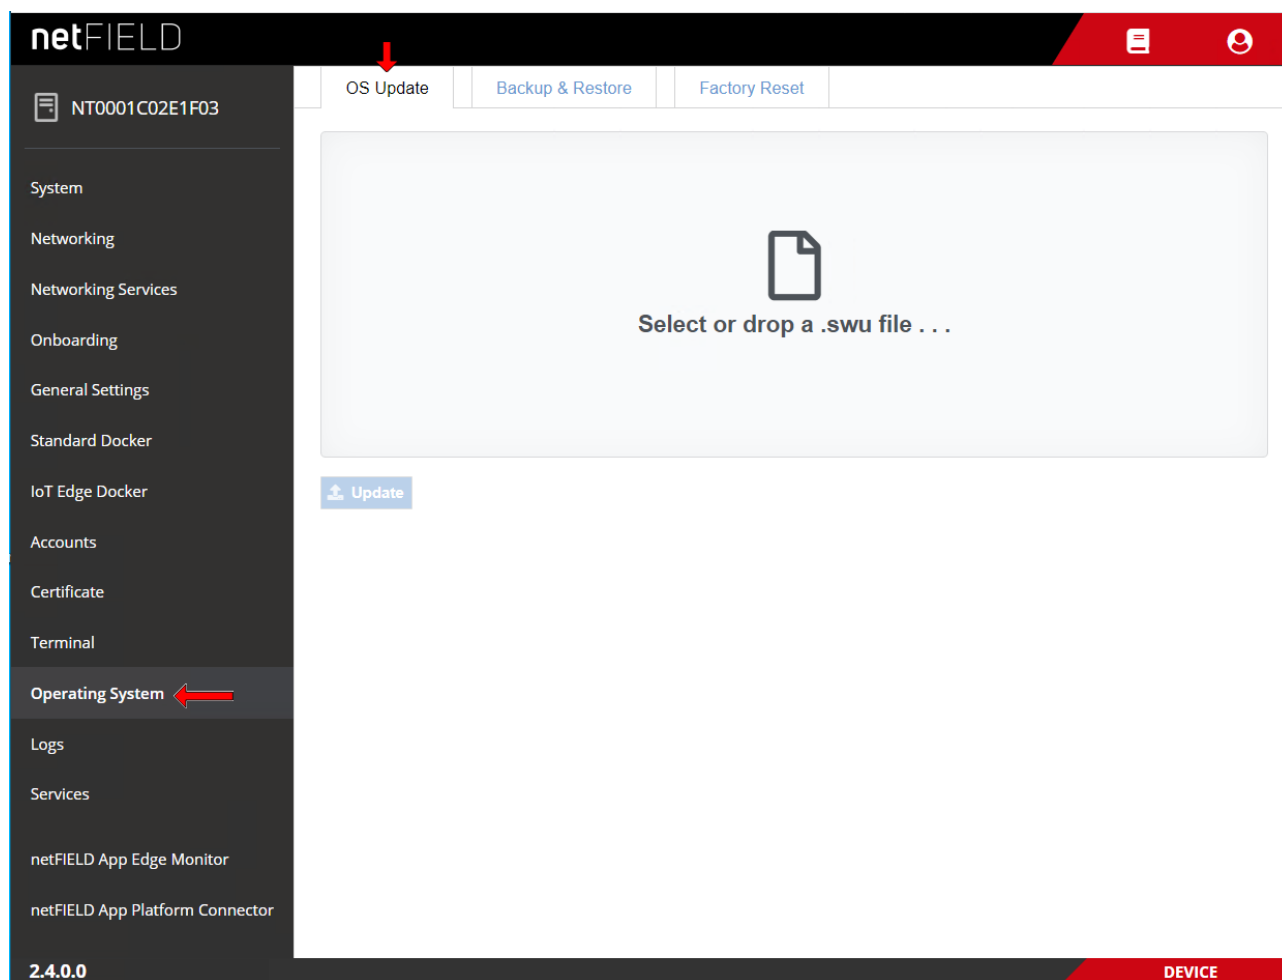 netFIELD
OS Update
Backup & Restore
Factory Reset
NT0001C02E1F03
System
Networking
Networking Services
Onboarding
General Settings
Standard Docker
IoT Edge Docker
Accounts
Certificate
Terminal
Operating System
Logs
Services
netFIELD App Edge Monitor
netFIELD App Platform Connector
2.4.0.0
Select or drop a .swu file . . .
Update
DEVICE